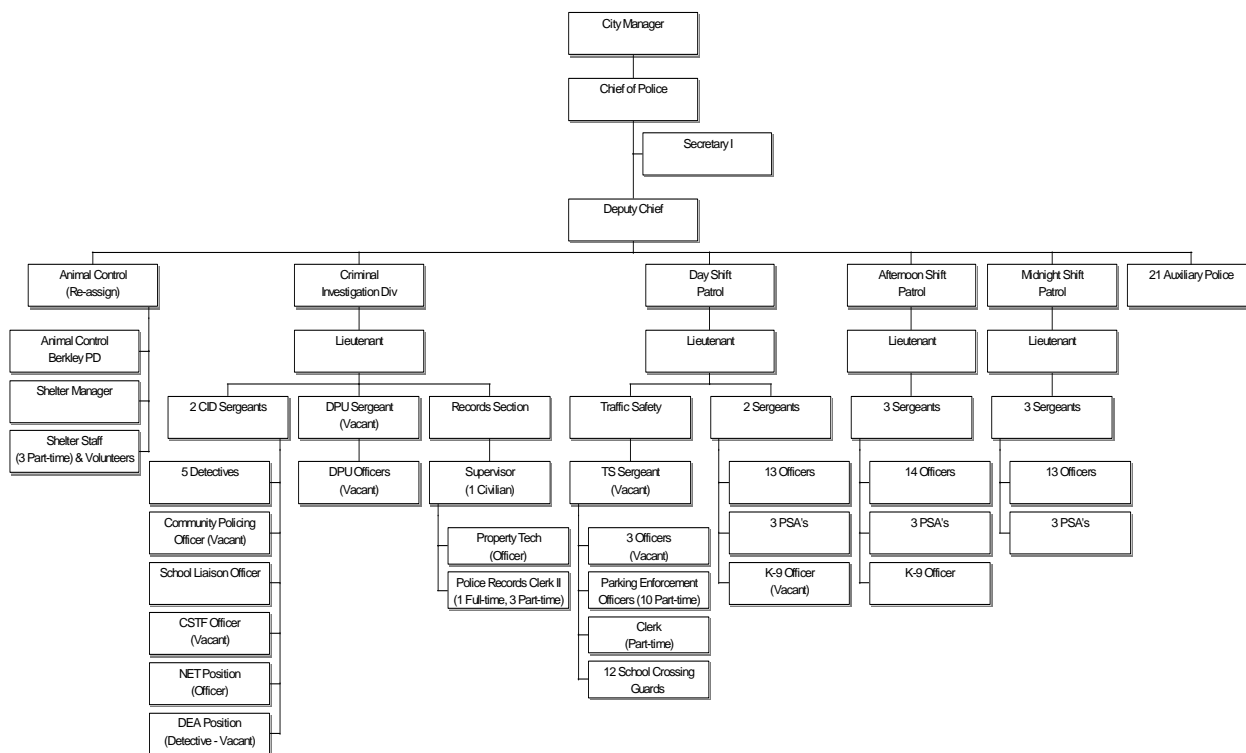 City Manager
Chief of Police
Secretary I
Deputy Chief
Animal Control
(Re-assign)
Criminal
Investigation Div
Day Shift
Patrol
Afternoon Shift
Patrol
Midnight Shift
Patrol
21 Auxiliary Police
Animal Control
Berkley PD
Shelter Manager
Shelter Staff
(3 Part-time) & Volunteers
Lieutenant
Lieutenant
Lieutenant
Lieutenant
2 CID Sergeants
DPU Sergeant
(Vacant)
Records Section
Traffic Safety
2 Sergeants
3 Sergeants
3 Sergeants
5 Detectives
Community Policing
Officer (Vacant)
School Liaison Officer
CSTF Officer
(Vacant)
NET Position
(Officer)
DEA Position
(Detective - Vacant)
DPU Officers
(Vacant)
Supervisor
(1 Civilian)
Property Tech
(Officer)
Police Records Clerk II
(1 Full-time, 3 Part-time)
TS Sergeant
(Vacant)
3 Officers
(Vacant)
Parking Enforcement
Officers (10 Part-time)
Clerk
(Part-time)
12 School Crossing
Guards
13 Officers
3 PSA's
K-9 Officer
(Vacant)
14 Officers
3 PSA's
K-9 Officer
13 Officers
3 PSA's